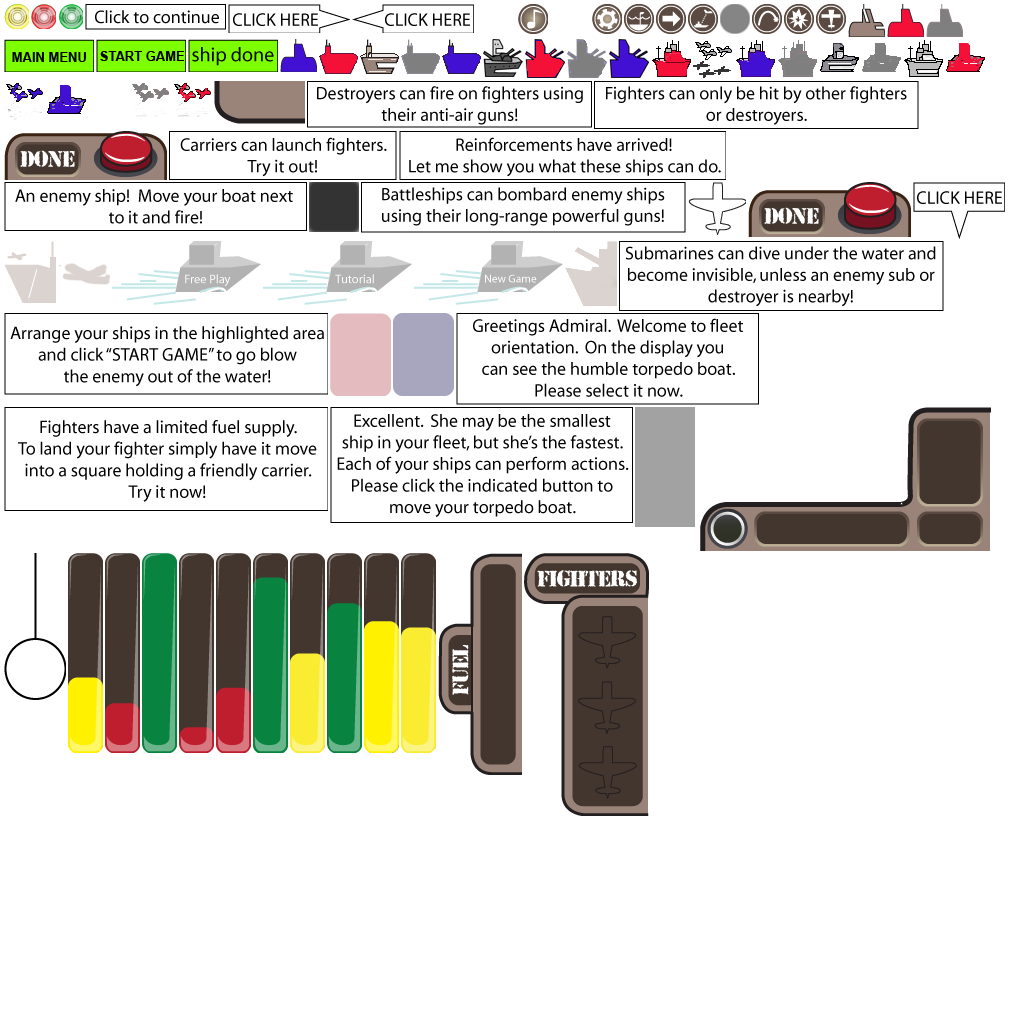 Click to continue
CLICK HERE
CLICK HERE
MAIN MENU
START GAME
ship done
Destroyers can fire on fighters using
their anti-air guns!
Fighters can only be hit by other fighters
or destroyers.
DONE
Carriers can launch fighters.
Try it out!
Reinforcements have arrived!
Let me show you what these ships can do.
An enemy ship! Move your boat next
to it and fire!
Battleships can bombard enemy ships
using their long-range powerful guns!
DONE
CLICK HERE
Free Play
Tutorial
New Game
Submarines can dive under the water and
become invisible, unless an enemy sub or
destroyer is nearby!
Arrange your ships in the highlighted area
and click “START GAME” to go blow
the enemy out of the water!
Greetings Admiral. Welcome to fleet
orientation. On the display you
can see the humble torpedo boat.
Please select it now.
Fighters have a limited fuel supply.
To land your fighter simply have it move
into a square holding a friendly carrier.
Try it now!
Excellent. She may be the smallest
ship in your fleet, but she's the fastest.
Each of your ships can perform actions.
Please click the indicated button to
move your torpedo boat.
FUEL
FIGHTERS